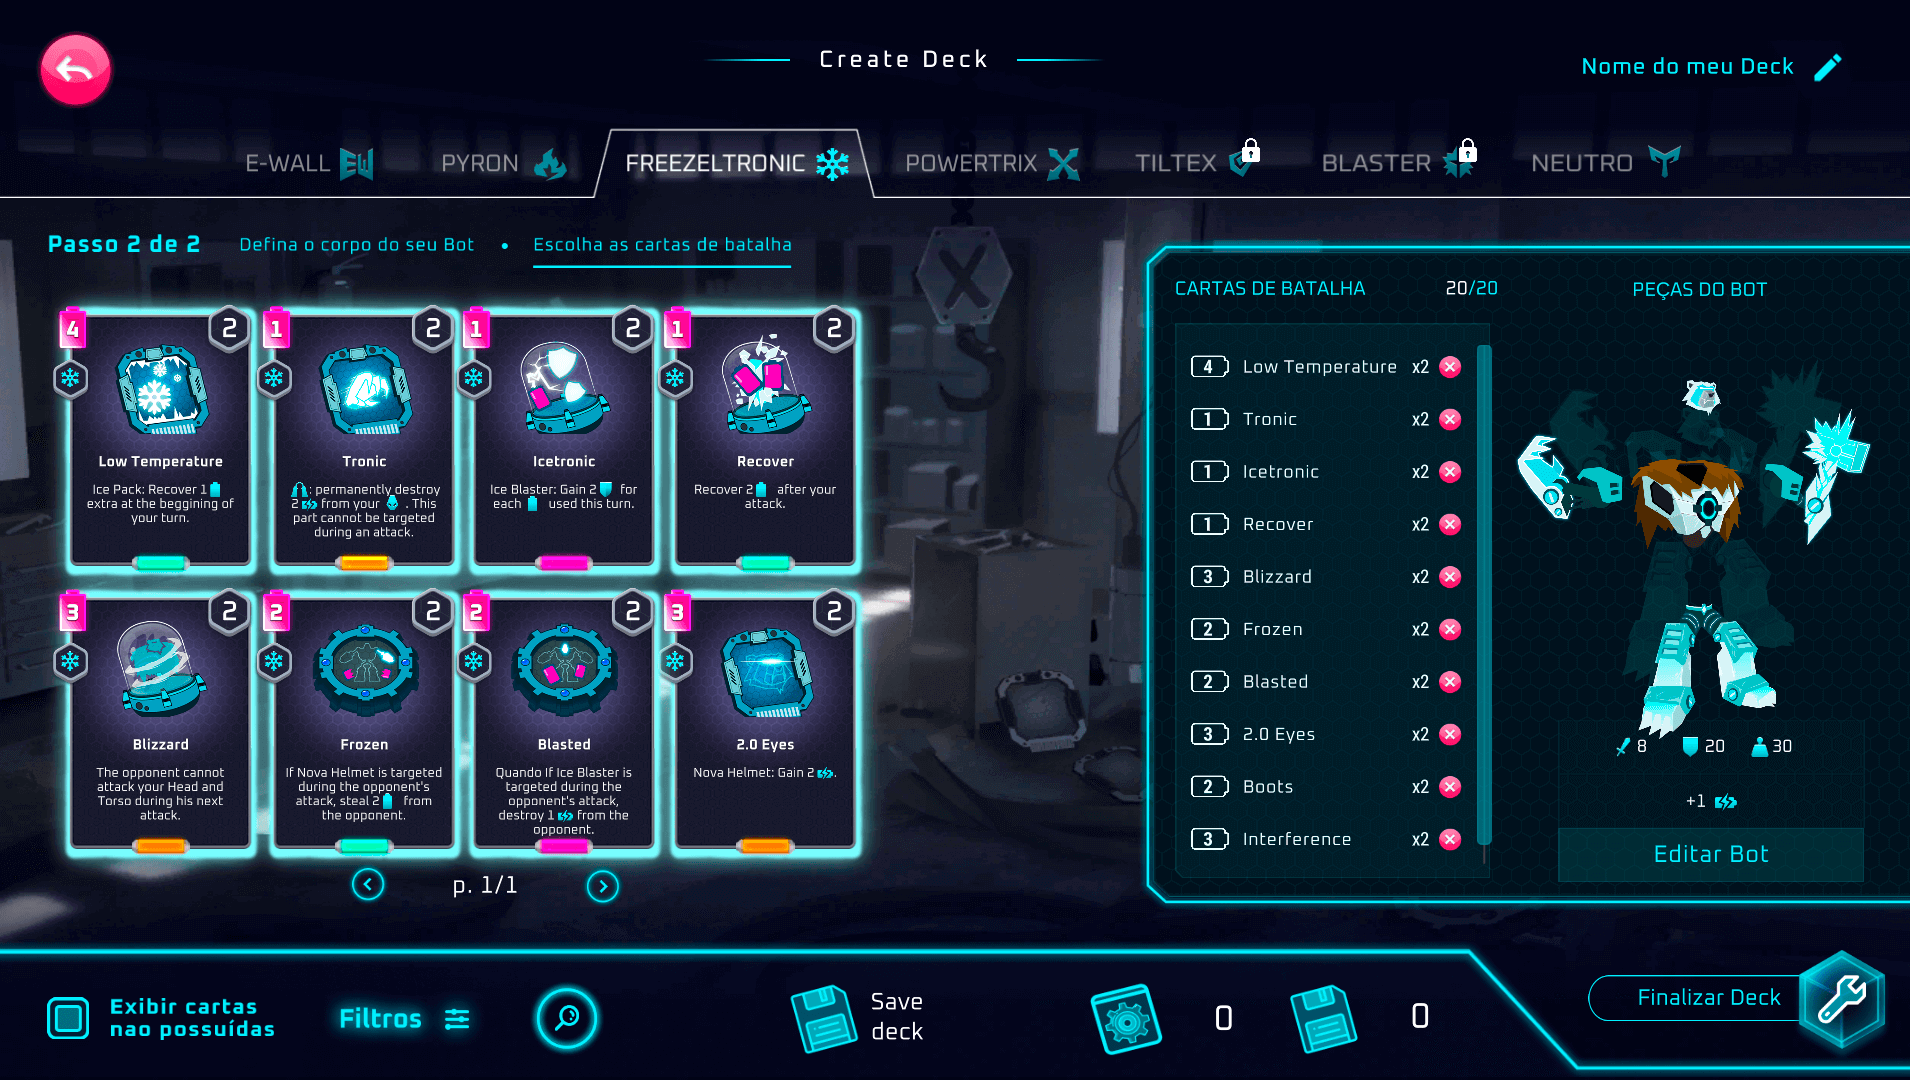 Create Deck
Nome do meu Deck
E-WALL EW
PYRON
FREEZELTRONIC
POWERTRIX
TILTEX
BLASTER
NEUTRO
Passo 2 de 2
Defina o corpo do seu Bot • Escolha as cartas de batalha
4
2
Low Temperature
Ice Pack: Recover 1
extra at the beggining of
your turn.
1
2
Tronic
: permanently destroy
2 from your . This
part cannot be targeted
during an attack.
1
2
Icetronic
Ice Blaster: Gain 2 for
each used this turn.
1
2
Recover
Recover 2 after your
attack.
3
2
Blizzard
The opponent cannot
attack your Head and
Torso during his next
attack.
2
2
Frozen
If Nova Helmet is targeted
during the opponent's
attack, steal 2 from
the opponent.
2
2
Blasted
Quando If Ice Blaster is
targeted during the
opponent's attack,
destroy 1 from the
opponent.
3
2
2.0 Eyes
Nova Helmet: Gain 2 .
p. 1/1
CARTAS DE BATALHA 20/20
4 Low Temperature x2
1 Tronic x2
1 Icetronic x2
1 Recover x2
3 Blizzard x2
2 Frozen x2
2 Blasted x2
3 2.0 Eyes x2
2 Boots x2
3 Interference x2
PEÇAS DO BOT
8 20 30
+1
Editar Bot
Exibir cartas
nao possuídas
Filtros
Save
deck
0
0
Finalizar Deck